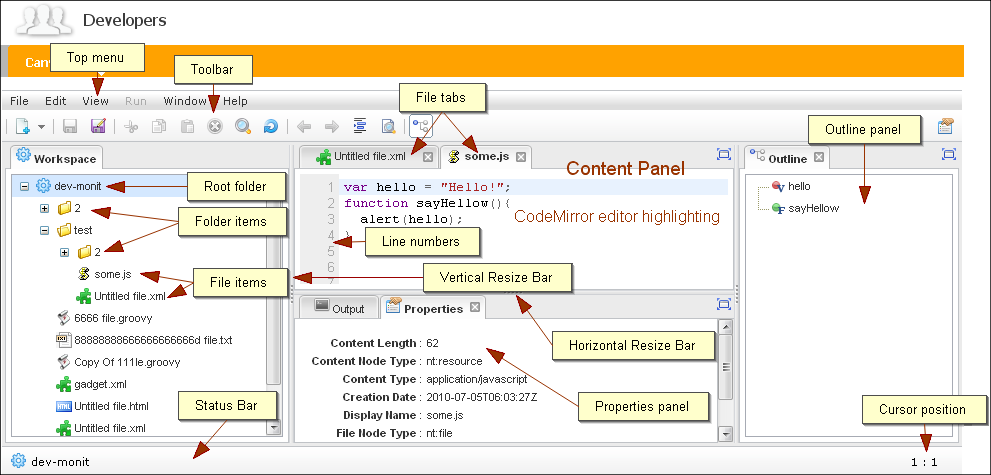 Developers
Can
Top menu
Toolbar
File Edit View Run Window Help
File tabs
Outline panel
Workspace
Untitled file.xml
some.js
Outline
Content Panel
dev-monit
Root folder
2
Folder items
test
2
some.js
File items
Untitled file.xml
6666 file.groovy
88888888666666666666d file.txt
Copy Of 111le.groovy
gadget.xml
Untitled file.html
Untitled file.xml
1 var hello = "Hello!";
2 function sayHellow(){
3 alert(hello);
4 }
5
6
7
CodeMirror editor highlighting
Line numbers
Vertical Resize Bar
hello
sayHellow
Output
Properties
Horizontal Resize Bar
Content Length : 62
Content Node Type : nt:resource
Content Type : application/javascript
Creation Date : 2010-07-05T06:03:27Z
Display Name : some.js
File Node Type : nt:file
Properties panel
Status Bar
Cursor position
dev-monit
1 : 1